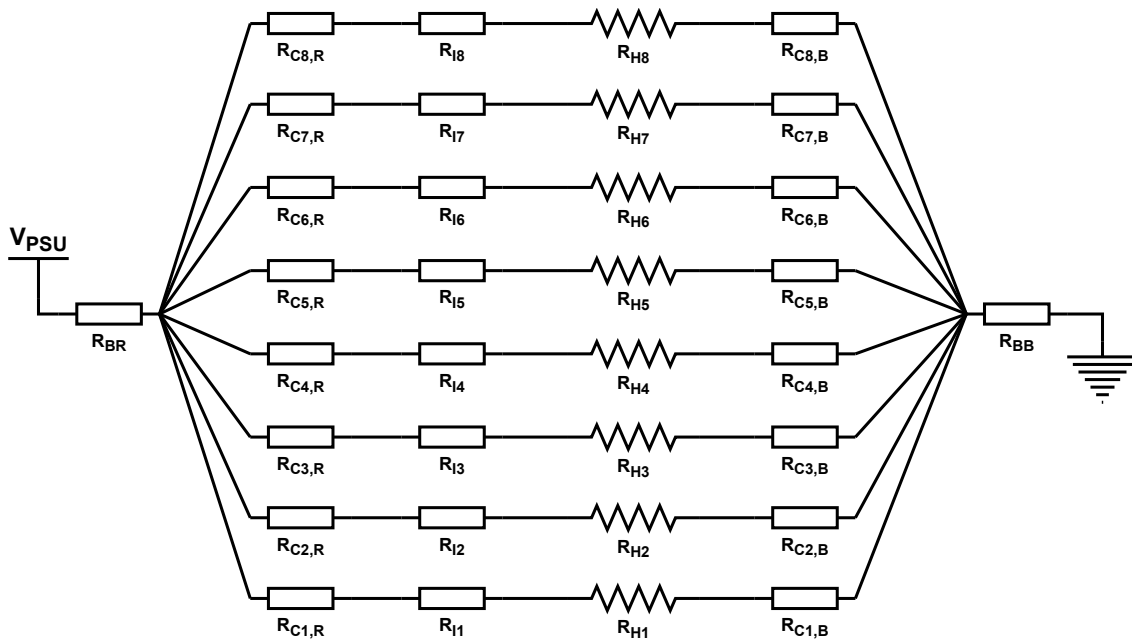 R_C8,R R_I8 R_H8 R_C8,B
R_C7,R R_I7 R_H7 R_C7,B
R_C6,R R_I6 R_H6 R_C6,B
V_PSU
R_C5,R R_I5 R_H5 R_C5,B
R_BR R_BB
R_C4,R R_I4 R_H4 R_C4,B
R_C3,R R_I3 R_H3 R_C3,B
R_C2,R R_I2 R_H2 R_C2,B
R_C1,R R_I1 R_H1 R_C1,B